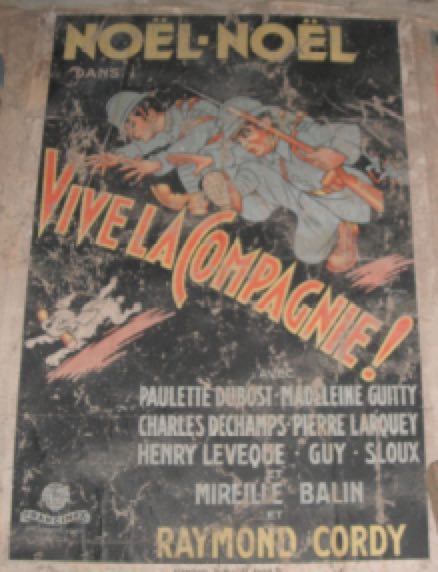 NOËL-NOËL
DANS
VIVE LA COMPAGNIE!
AVEC
PAULETTE DUBOST · MADELEINE GUITTY
CHARLES DECHAMPS · PIERRE LARQUEY
HENRY LEVEQUE · GUY · SLOUX
ET
MIREILLE BALIN
ET
RAYMOND CORDY